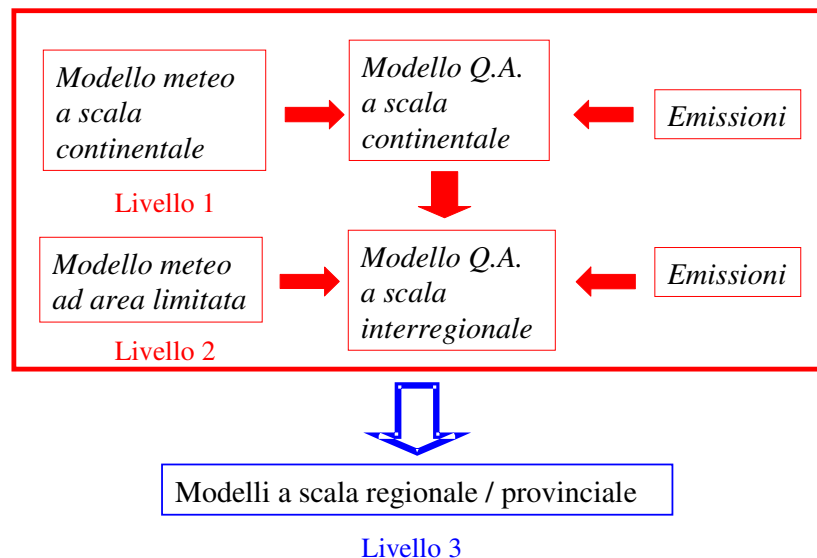 Modello meteo
a scala
continentale
Modello Q.A.
a scala
continentale
Emissioni
Livello 1
Modello meteo
ad area limitata
Modello Q.A.
a scala
interregionale
Emissioni
Livello 2
Modelli a scala regionale / provinciale
Livello 3